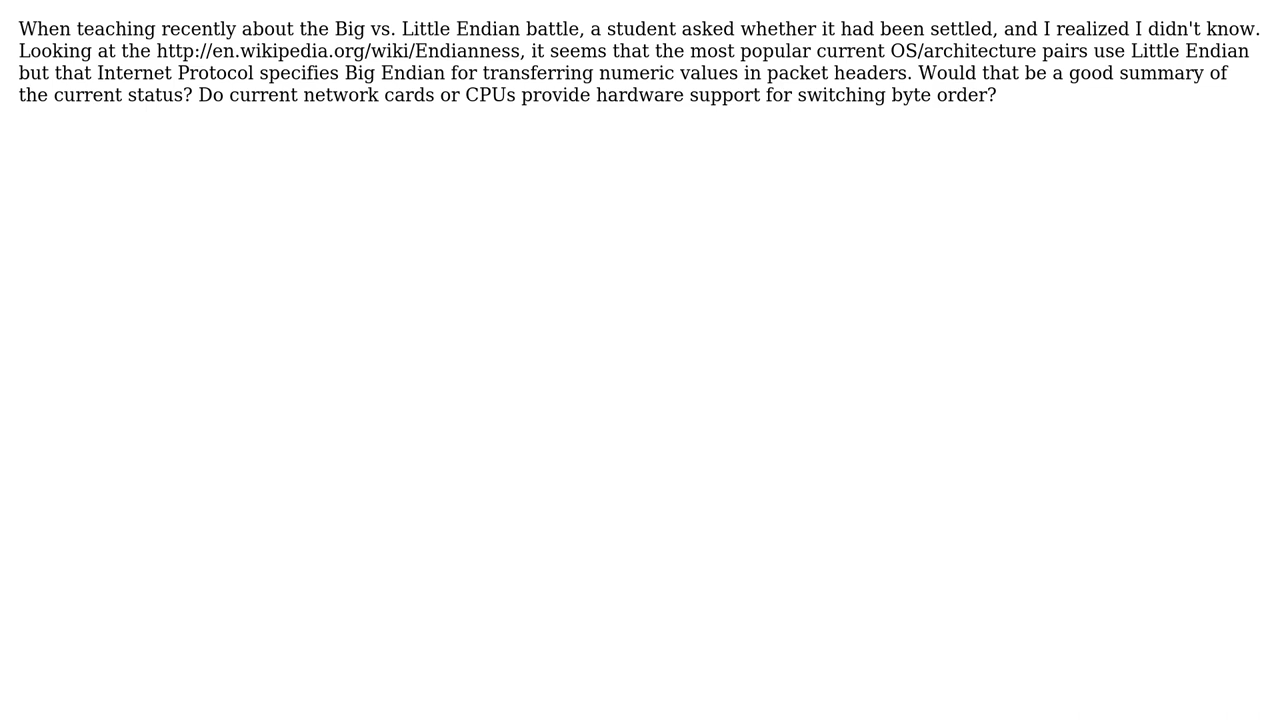 When teaching recently about the Big vs. Little Endian battle, a student asked whether it had been settled, and I realized I didn't know.
Looking at the http://en.wikipedia.org/wiki/Endianness, it seems that the most popular current OS/architecture pairs use Little Endian
but that Internet Protocol specifies Big Endian for transferring numeric values in packet headers. Would that be a good summary of
the current status? Do current network cards or CPUs provide hardware support for switching byte order?